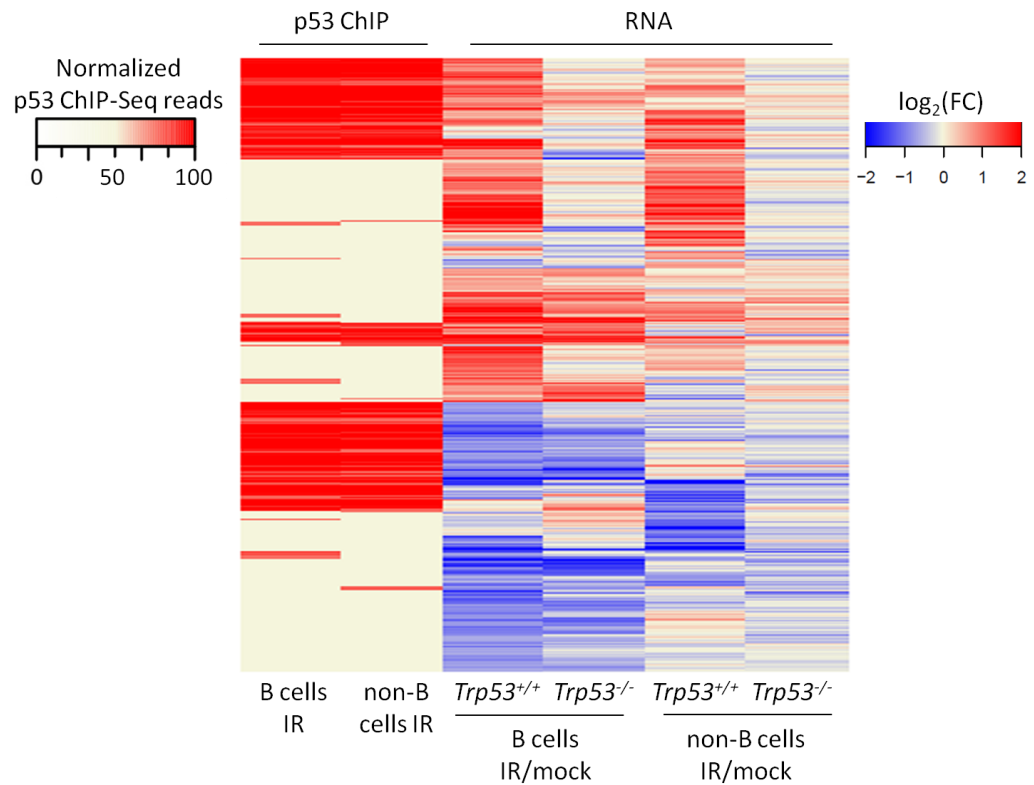 p53 ChIP
RNA
Normalized
p53 ChIP-Seq reads
0 50 100
log2(FC)
−2 −1 0 1 2
B cells
IR
non-B
cells IR
Trp53+/+ Trp53-/- Trp53+/+ Trp53-/-
B cells
IR/mock
non-B cells
IR/mock